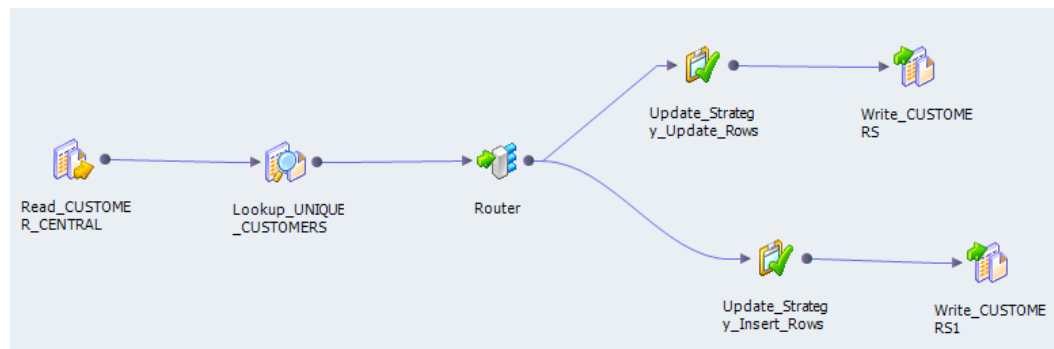 Update_Strateg
y_Update_Rows
Write_CUSTOME
RS
Read_CUSTOME
R_CENTRAL
Lookup_UNIQUE
_CUSTOMERS
Router
Update_Strateg
y_Insert_Rows
Write_CUSTOME
RS1